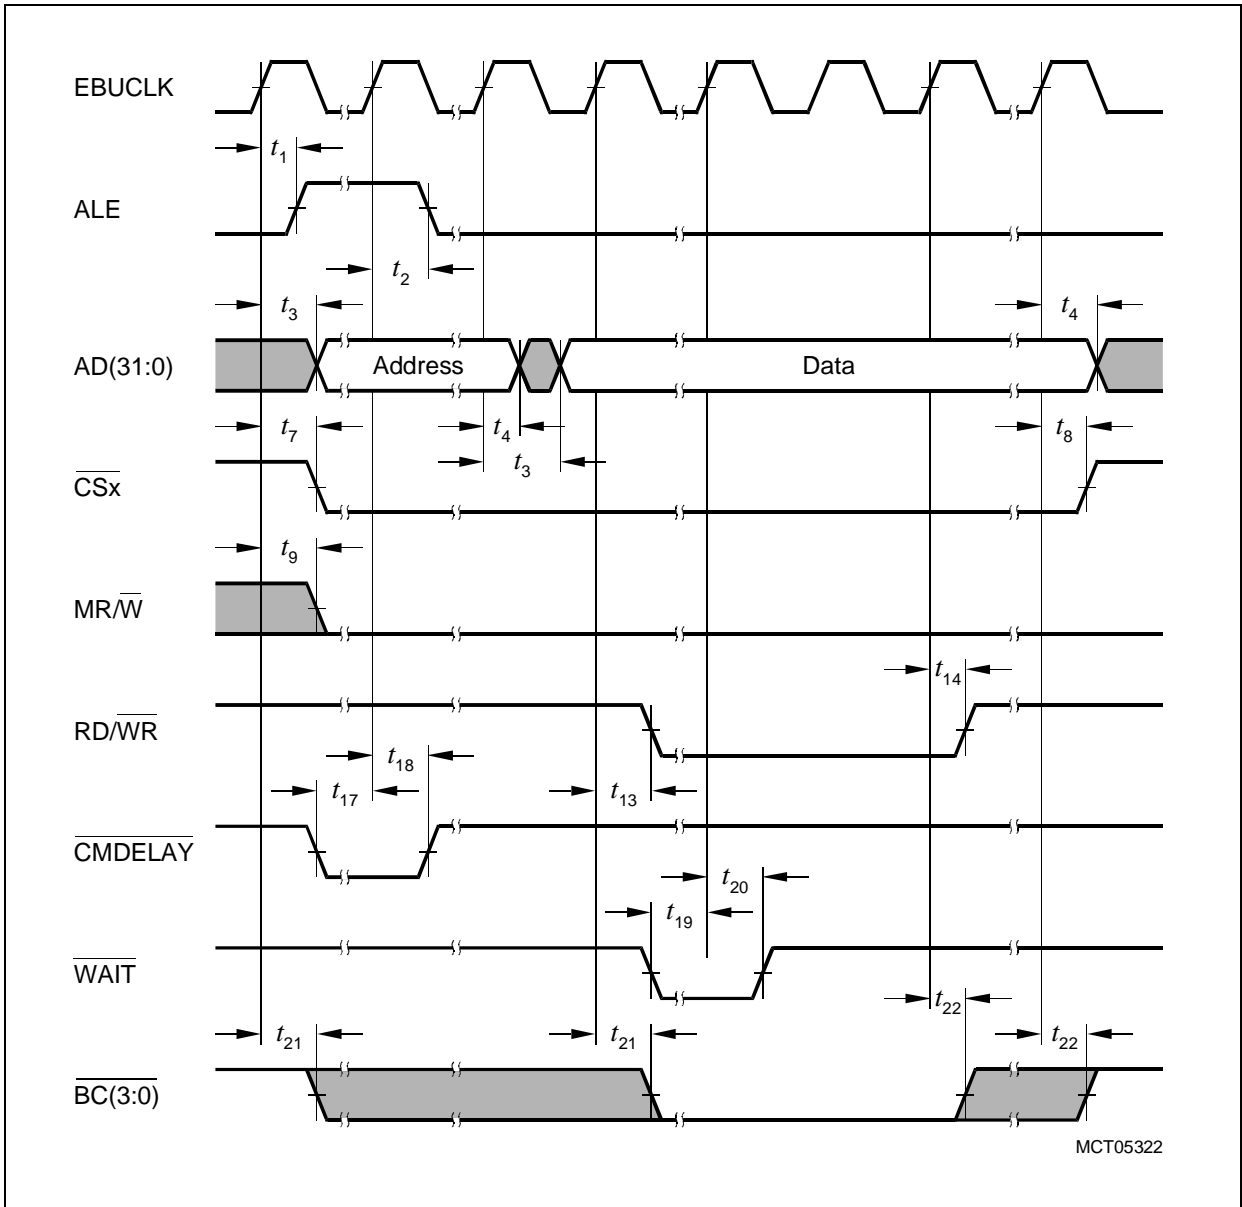 EBUCLK
t1
ALE
t2
t3
t4
AD(31:0)
Address
Data
t7
t4
t8
t3
CSx
t9
MR/W
t14
RD/WR
t18
t17
t13
CMDELAY
t20
t19
WAIT
t22
t21
t21
t22
BC(3:0)
MCT05322